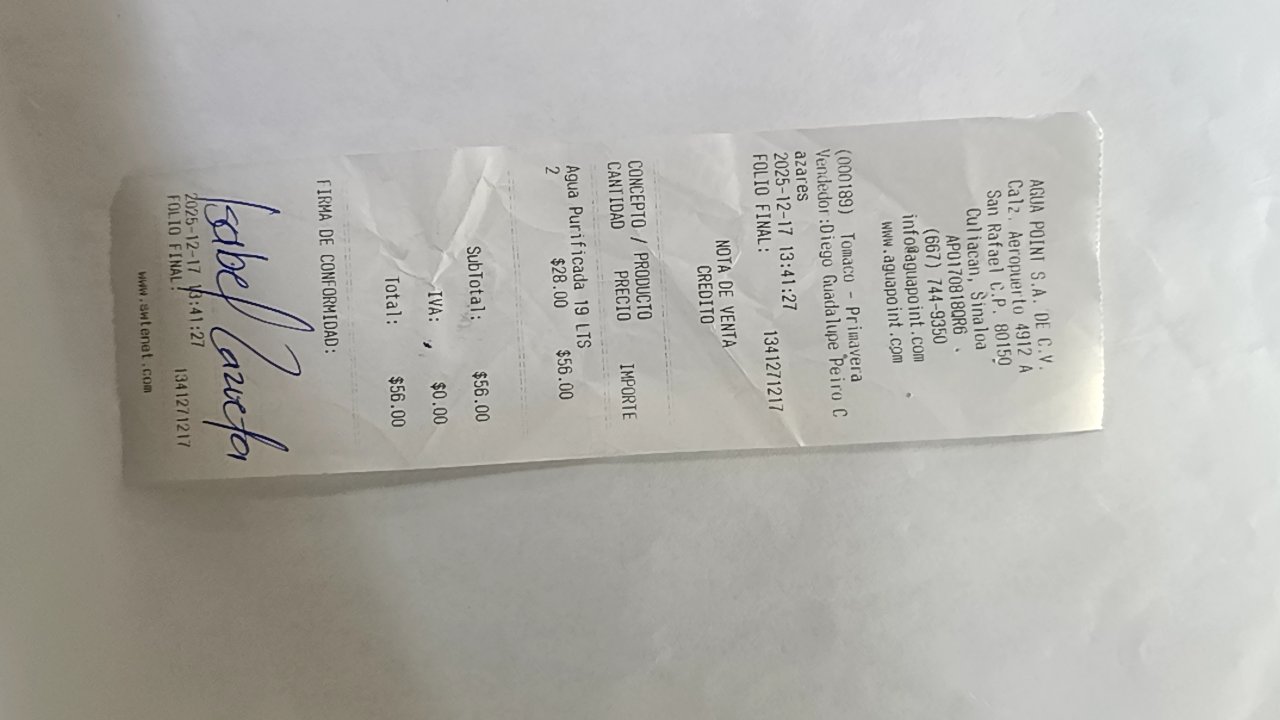 AGUA POINT S.A. DE C.V.
Calz. Aeropuerto 4912 A
San Rafael C.P. 80150
Culiacan, Sinaloa
APO170818QR6
(667) 744-9350
info@aguapoint.com
www.aguapoint.com
(000189) Tomaco - Primavera
Vendedor:Diego Guadalupe Peiro C
azares
2025-12-17 13:41:27
FOLIO FINAL: 1341271217
NOTA DE VENTA
CREDITO
CONCEPTO / PRODUCTO
CANTIDAD PRECIO IMPORTE
Agua Purificada 19 LTS
2 $28.00 $56.00
SubTotal: $56.00
IVA: $0.00
Total: $56.00
FIRMA DE CONFORMIDAD:
Isabel Cazueta
2025-12-17 13:41:27
FOLIO FINAL: 1341271217
www.swtenet.com